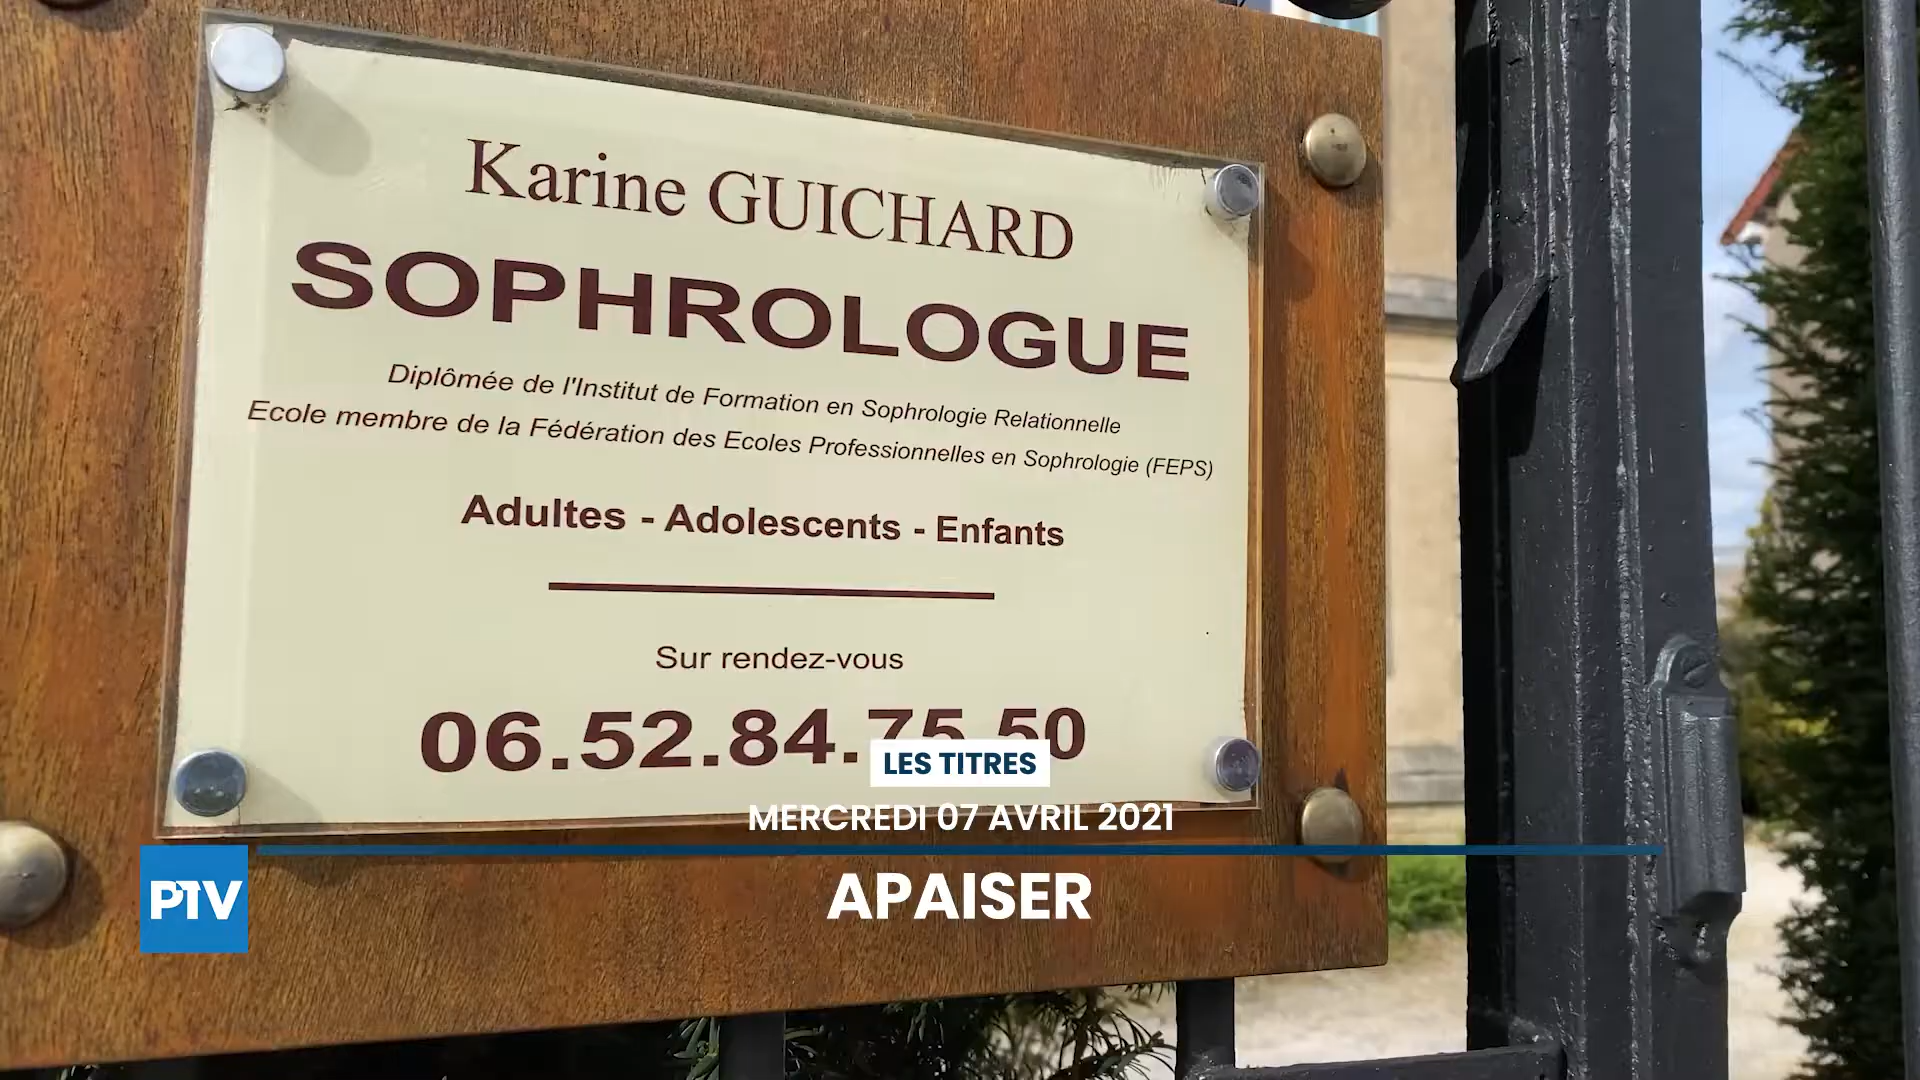 Karine GUICHARD
SOPHROLOGUE
Diplômée de l'Institut de Formation en Sophrologie Relationnelle
Ecole membre de la Fédération des Ecoles Professionnelles en Sophrologie (FEPS)
Adultes - Adolescents - Enfants
Sur rendez-vous
06.52.84.75.50
LES TITRES
MERCREDI 07 AVRIL 2021
PTV
APAISER